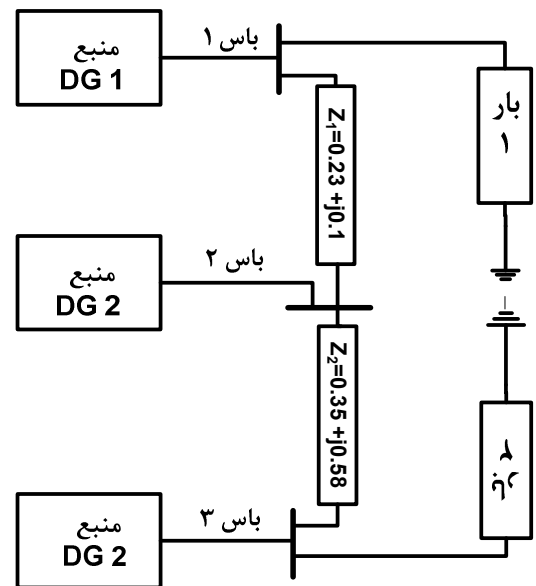 منبع
DG 1
باس ۱
Z₁=0.23 +j0.1
بار
۱
منبع
DG 2
باس ۲
Z₂=0.35 +j0.58
بار
۲
منبع
DG 2
باس ۳